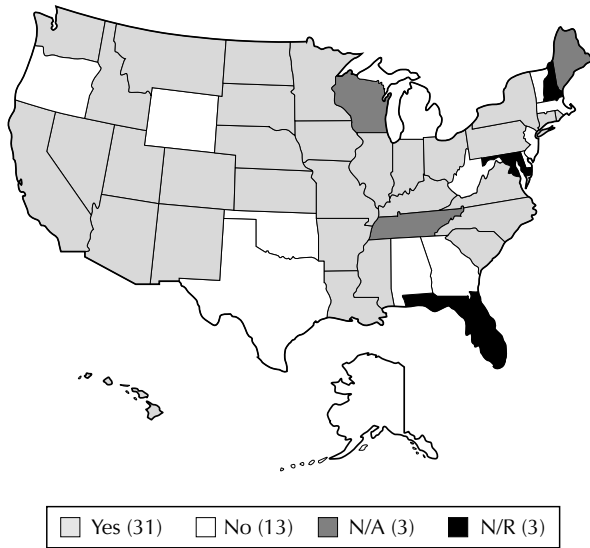 Yes (31) No (13) N/A (3) N/R (3)